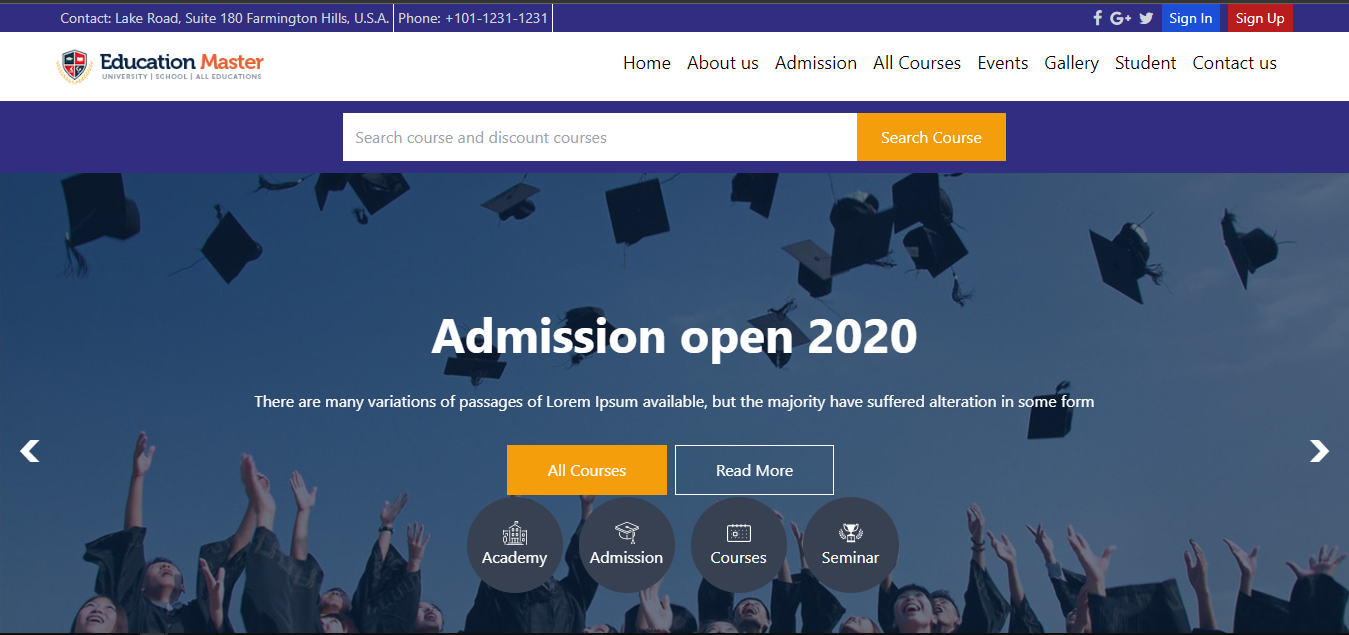 Contact: Lake Road, Suite 180 Farmington Hills, U.S.A. Phone: +101-1231-1231 Sign In Sign Up
Education Master
UNIVERSITY | SCHOOL | ALL EDUCATIONS
Home About us Admission All Courses Events Gallery Student Contact us
Search course and discount courses Search Course
Admission open 2020
There are many variations of passages of Lorem Ipsum available, but the majority have suffered alteration in some form
All Courses Read More
Academy Admission Courses Seminar